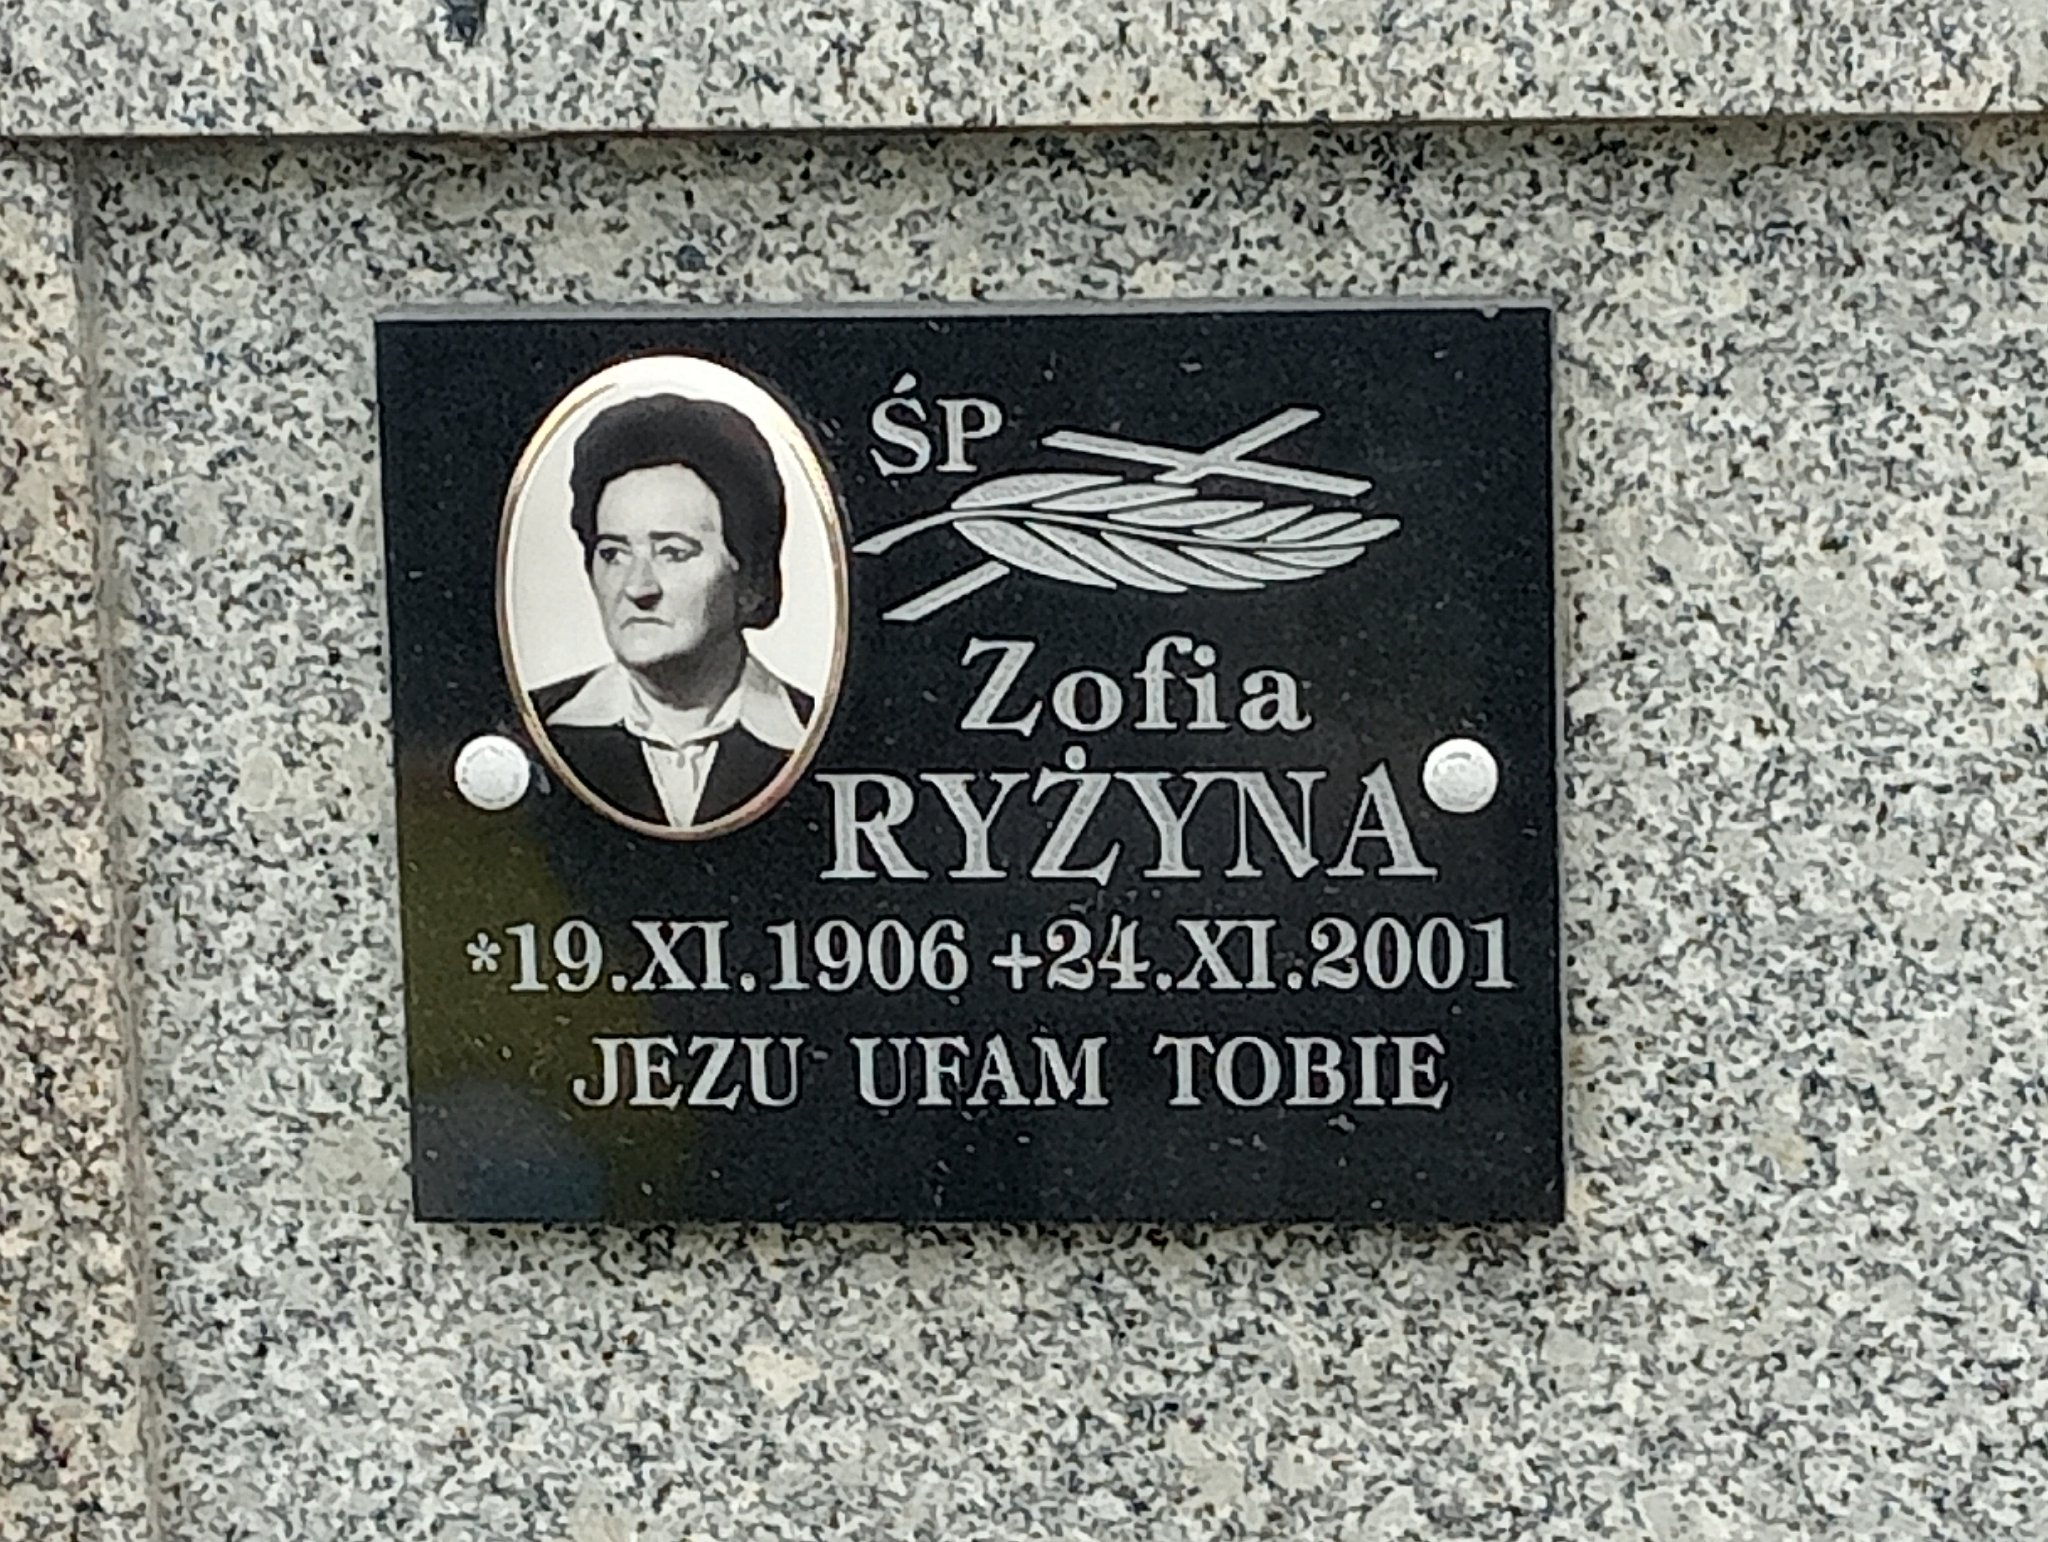 ŚP
Zofia
RYŻYNA
*19.XI.1906 +24.XI.2001
JEZU UFAM TOBIE